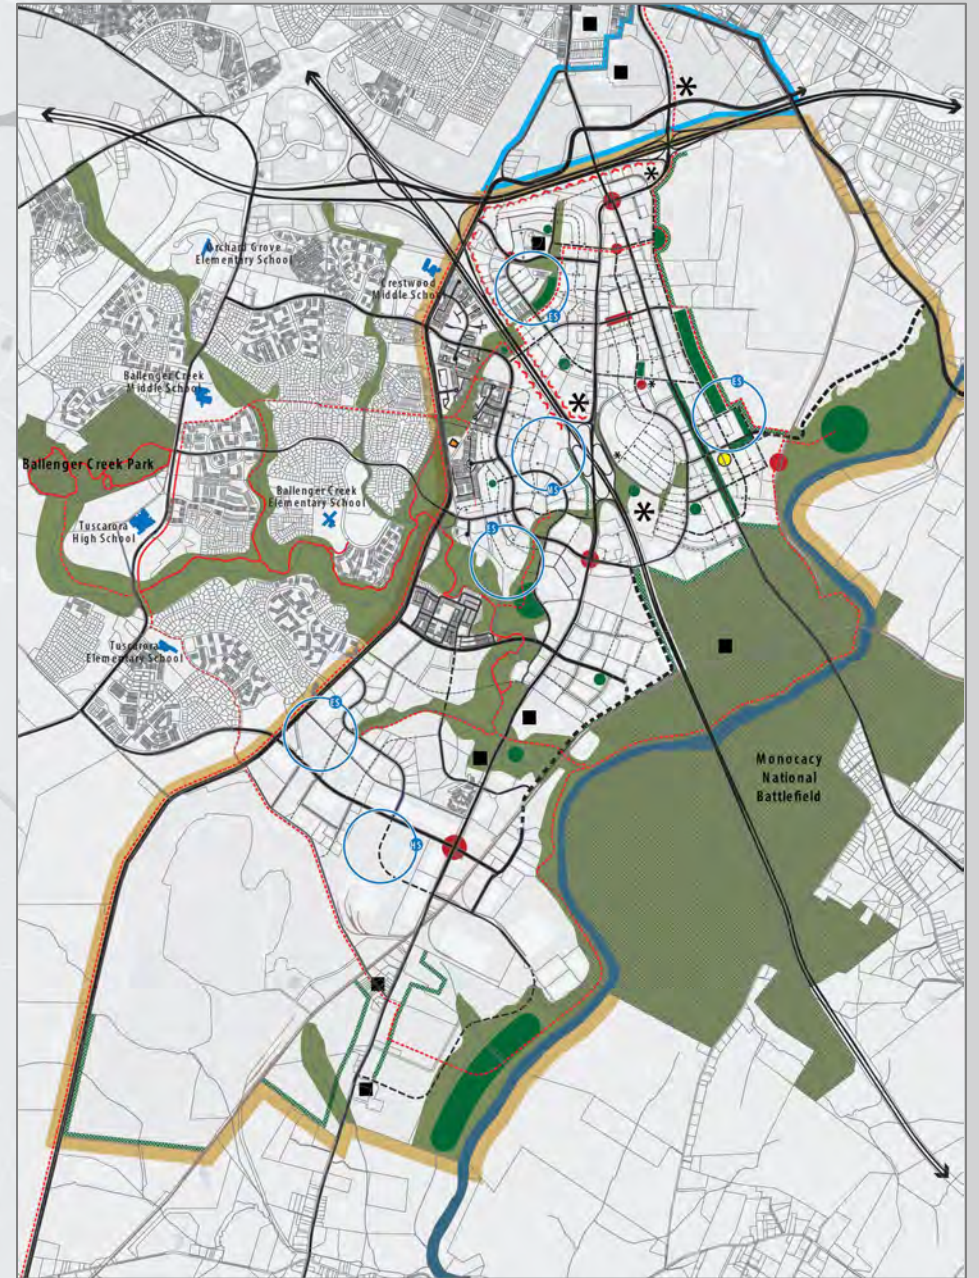 Orchard Grove
Elementary School
Crestwood
Middle School
ES
Ballenger Creek
Middle School
ES
Ballenger Creek Park
Ballenger Creek
Elementary School
Tuscarora
High School
ES
Tuscarora
Elementary School
ES
Monocacy
National
Battlefield
HS